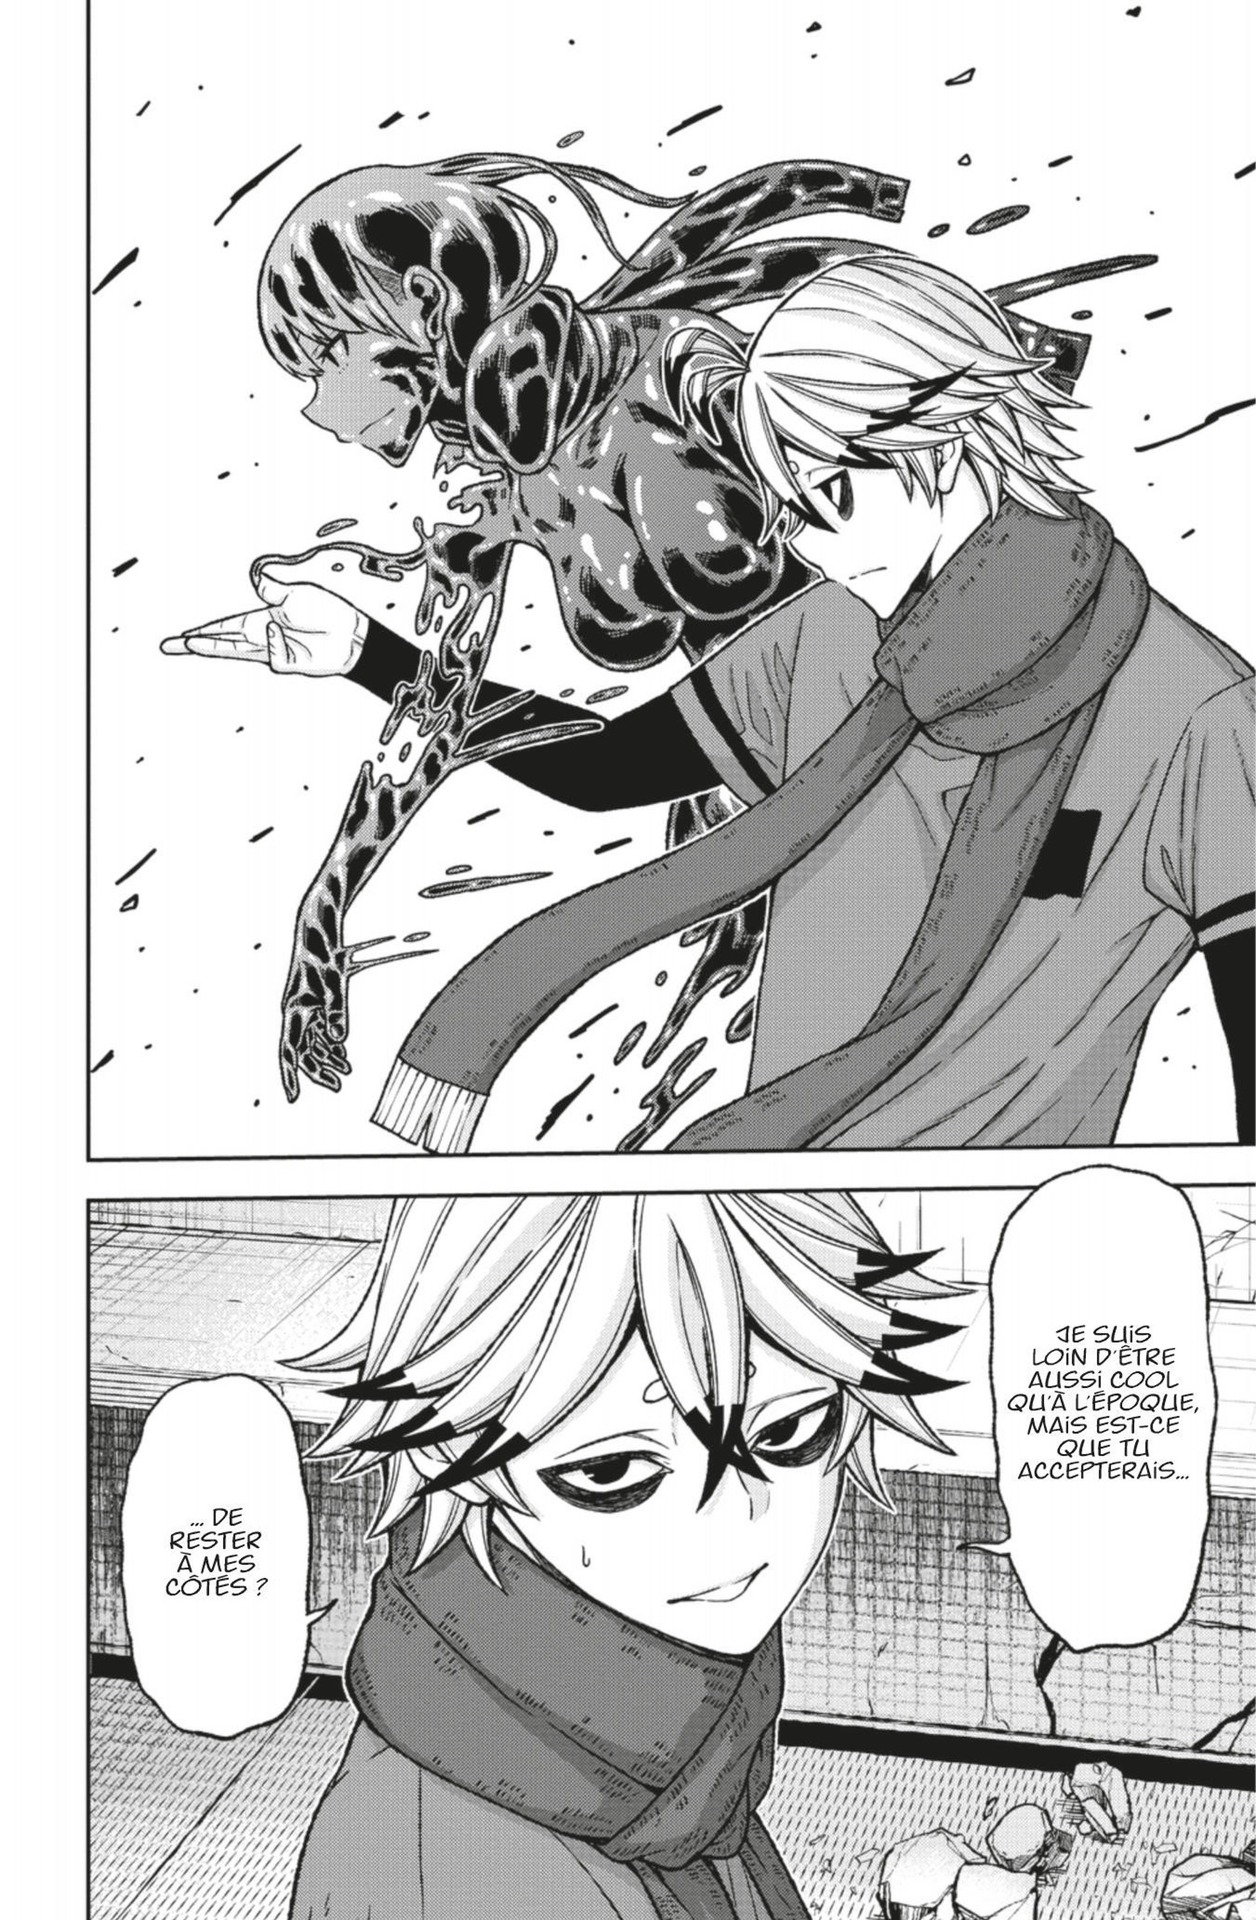 JE SUIS
LOIN D'ÊTRE
AUSSI COOL
QU'À L'ÉPOQUE,
MAIS EST-CE
QUE TU
ACCEPTERAIS...
... DE
RESTER
À MES
CÔTÉS ?